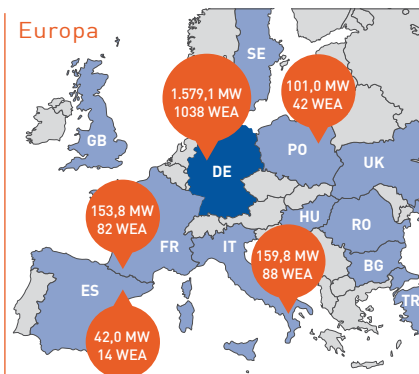 Europa
SE
1.579,1 MW
1038 WEA
101,0 MW
42 WEA
GB
PO
DE
UK
153,8 MW
82 WEA
HU
RO
FR
IT
159,8 MW
88 WEA
BG
ES
TR
42,0 MW
14 WEA